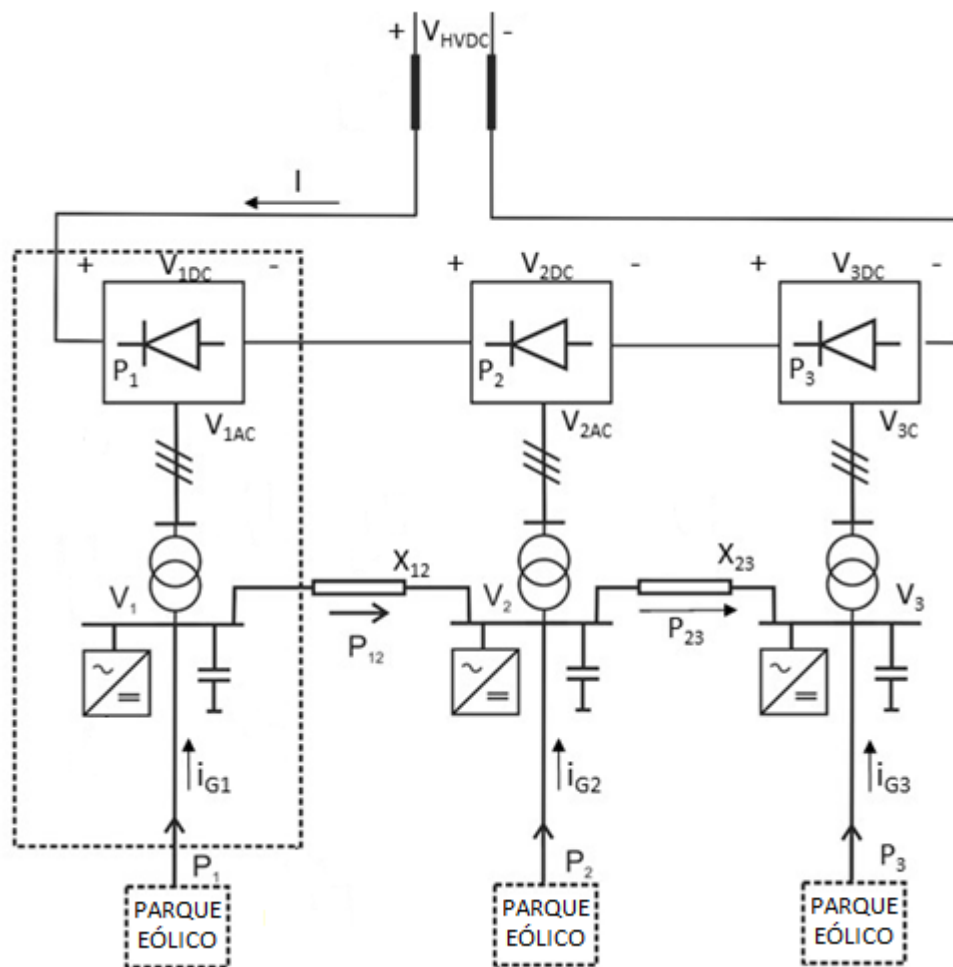 + V_HVDC -
I
+ V_1DC - + V_2DC - + V_3DC -
P_1 P_2 P_3
V_1AC V_2AC V_3C
X_12 X_23
V_1 V_2 V_3
P_12 P_23
~ = ~ = ~ =
i_G1 i_G2 i_G3
P_1 P_2 P_3
PARQUE EÓLICO
PARQUE EÓLICO
PARQUE EÓLICO